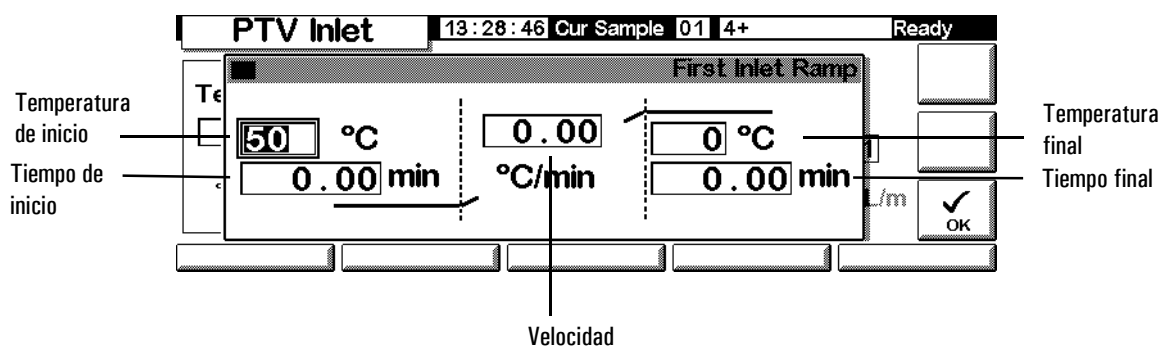 PTV Inlet 13:28:46 Cur Sample 01 4+ Ready
First Inlet Ramp
Te
Temperatura
de inicio
50 °C
0.00
0 °C
Temperatura
final
Tiempo de
inicio
0.00 min
°C/min
0.00 min
Tiempo final
L/m
OK
Velocidad